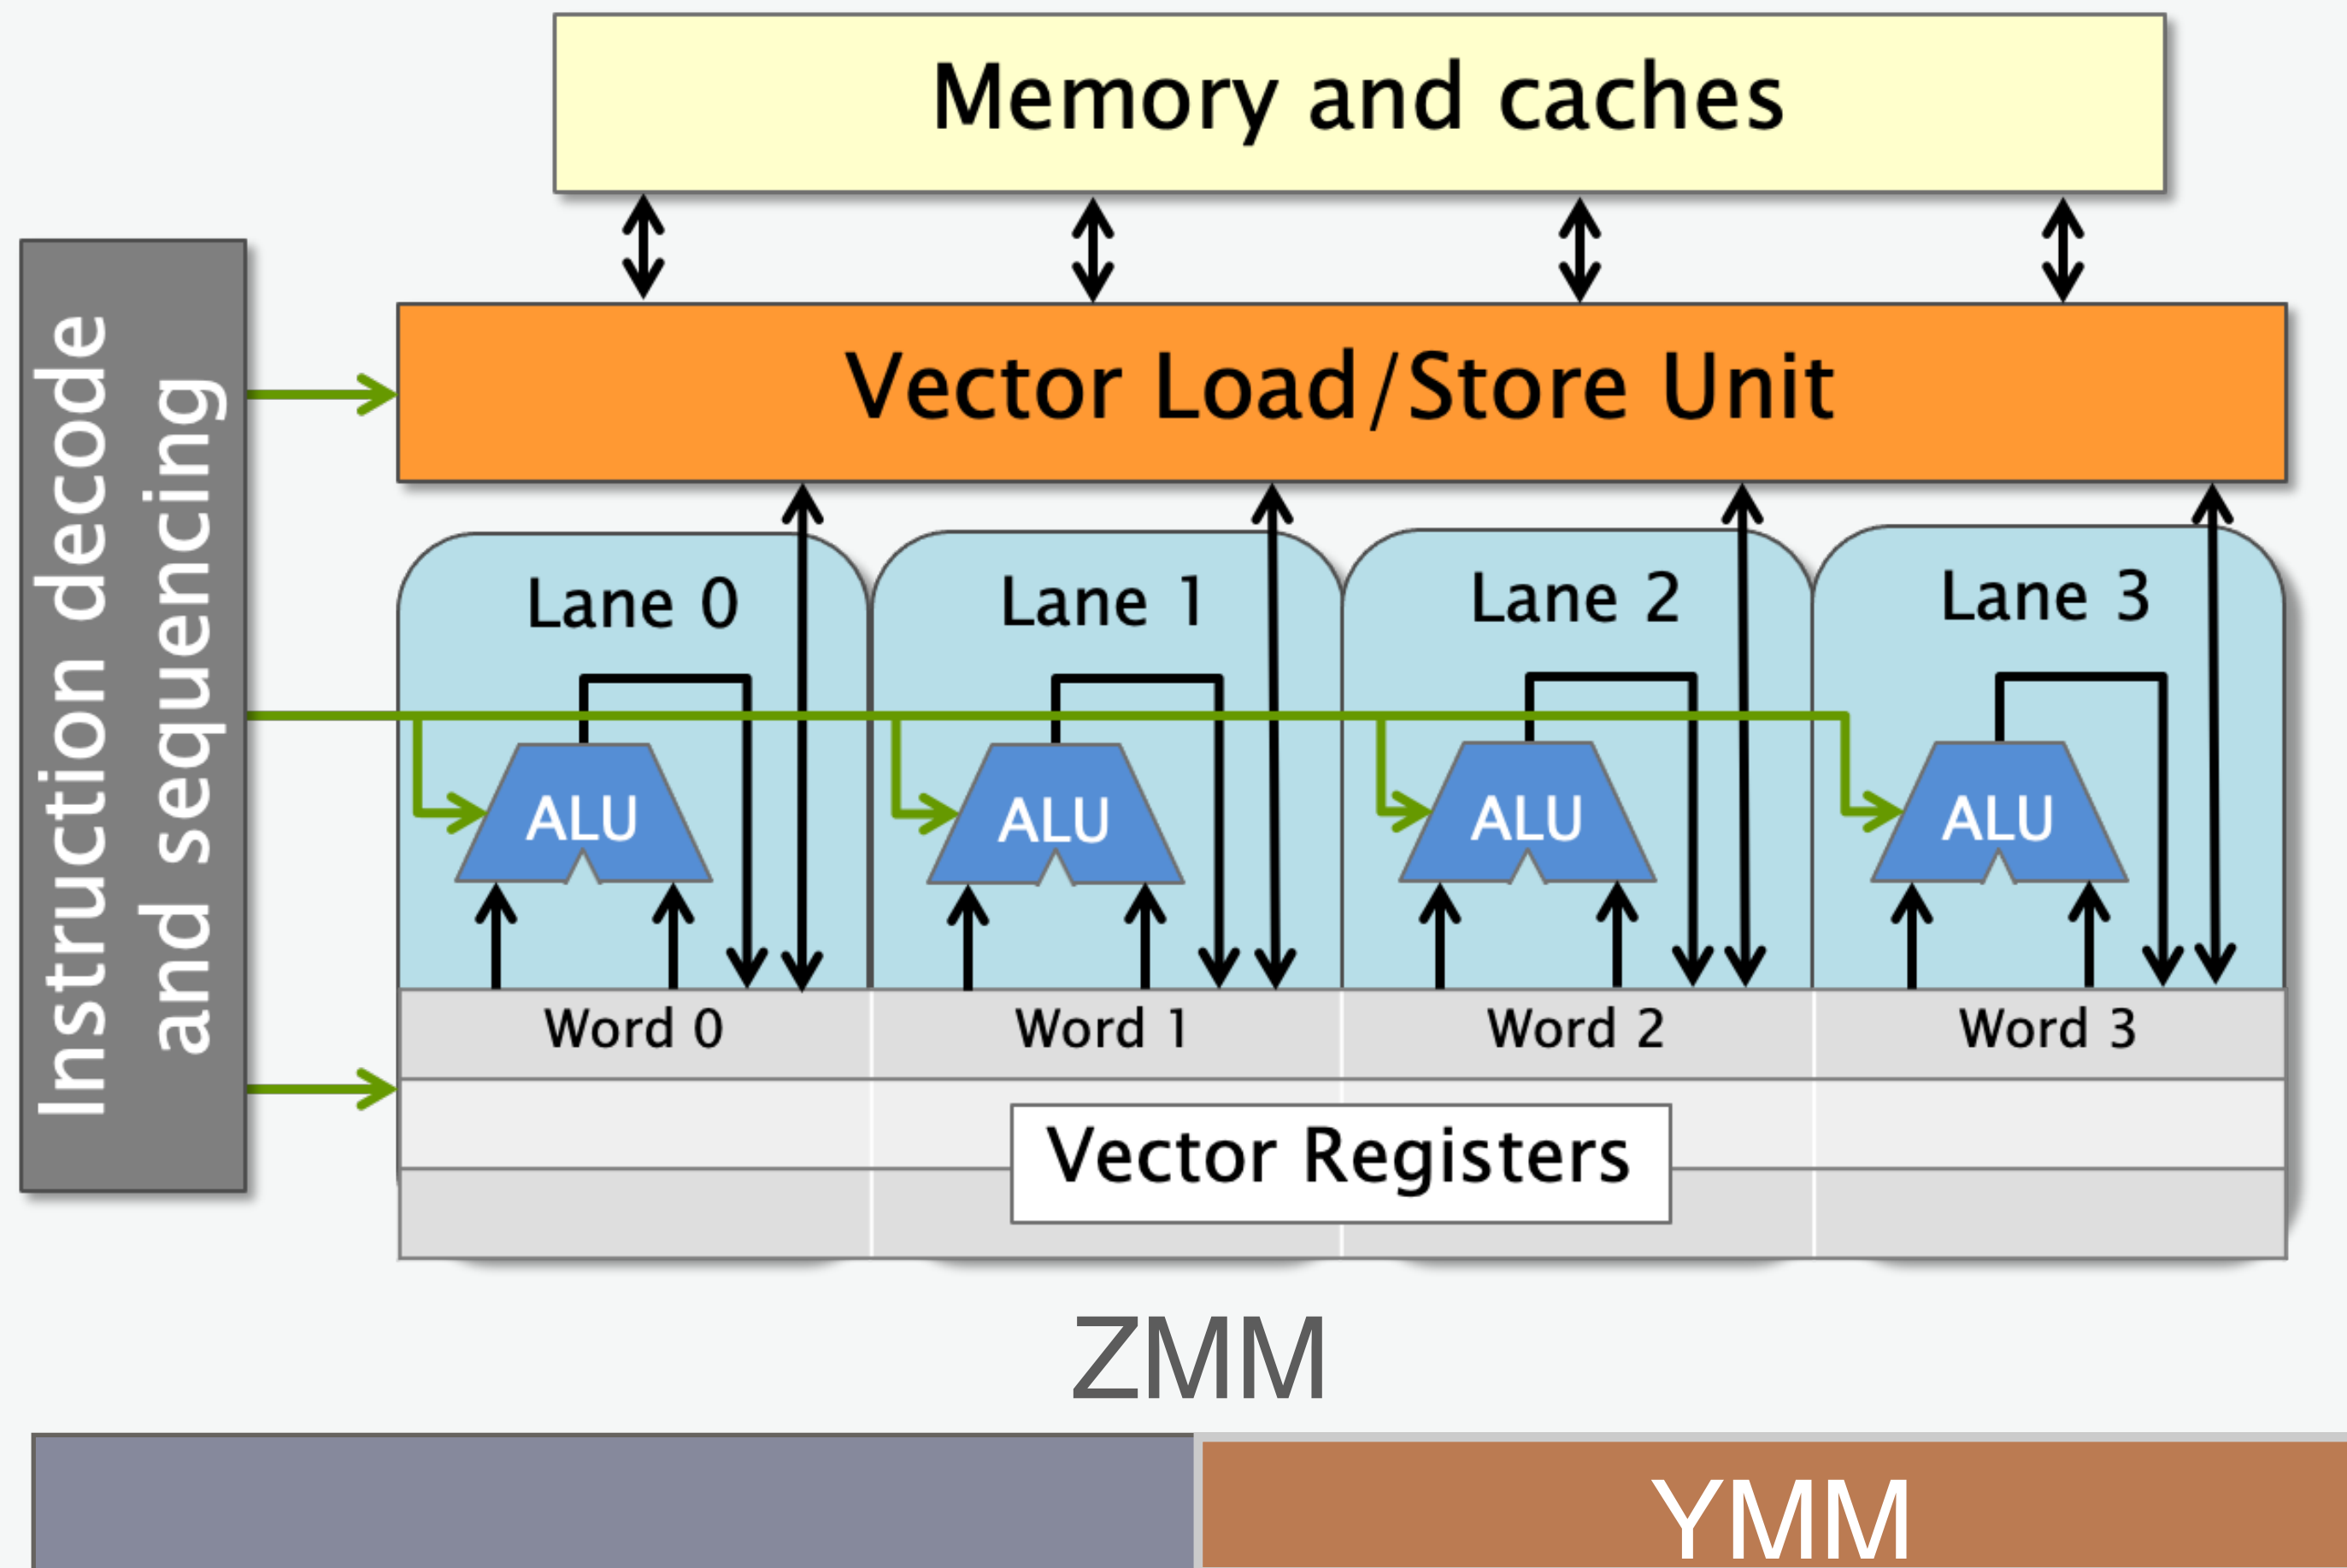 Memory and caches
Instruction decode
and sequencing
Vector Load/Store Unit
Lane 0
Lane 1
Lane 2
Lane 3
ALU
ALU
ALU
ALU
Word 0
Word 1
Word 2
Word 3
Vector Registers
ZMM
YMM